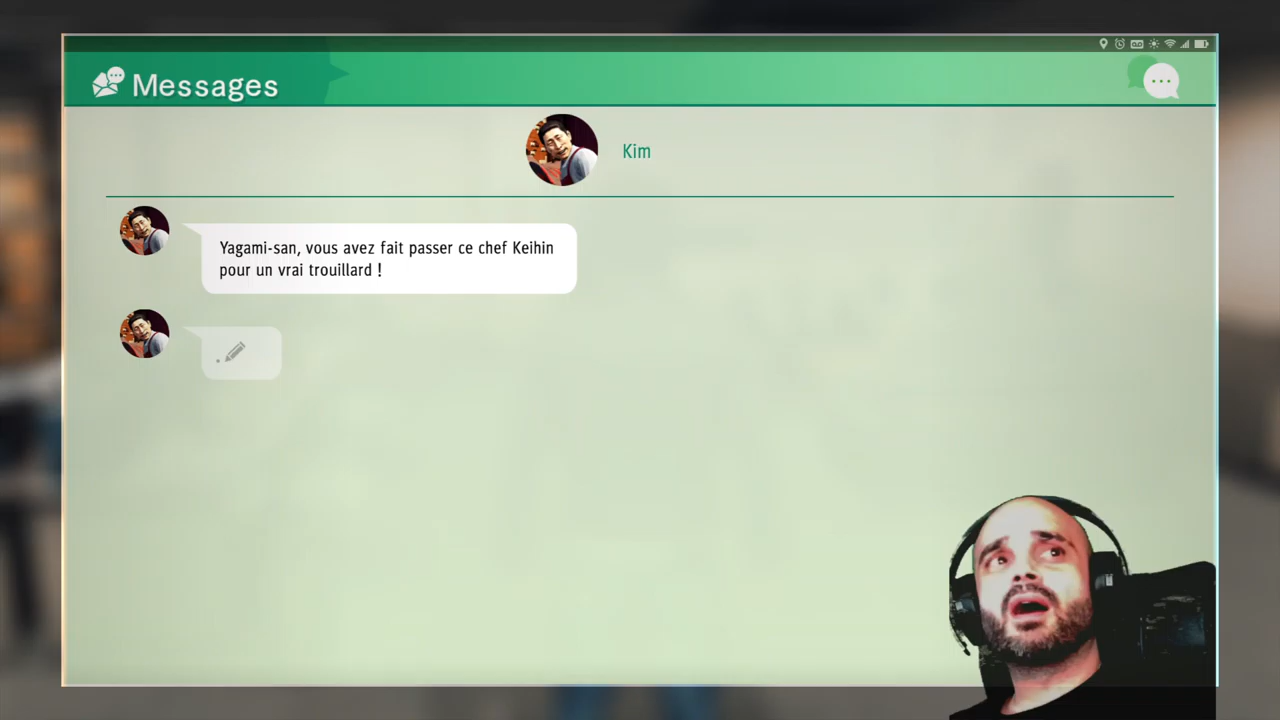 Messages
Kim
Yagami-san, vous avez fait passer ce chef Keihin
pour un vrai trouillard !